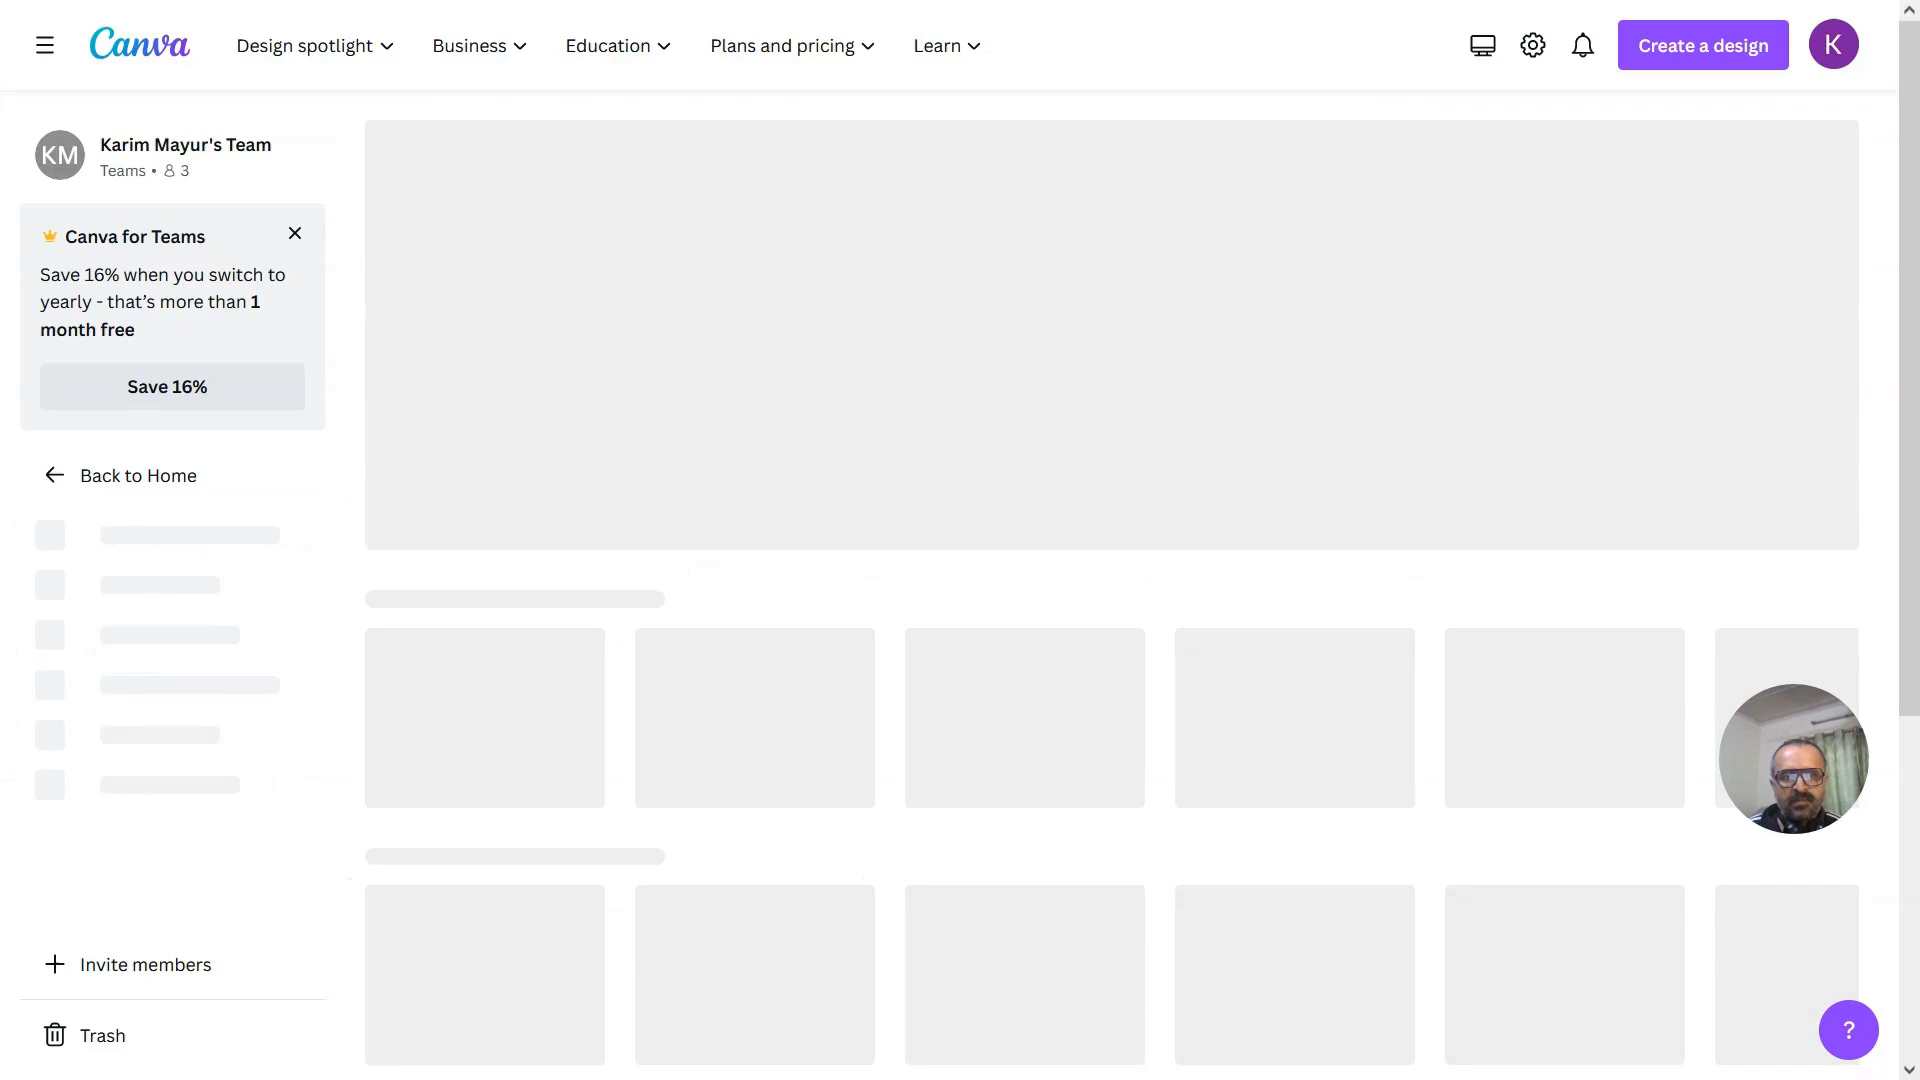 Canva
Design spotlight
Business
Education
Plans and pricing
Learn
Create a design
K
KM
Karim Mayur's Team
Teams • 3
Canva for Teams
Save 16% when you switch to
yearly - that’s more than 1
month free
Save 16%
Back to Home
Invite members
Trash
?